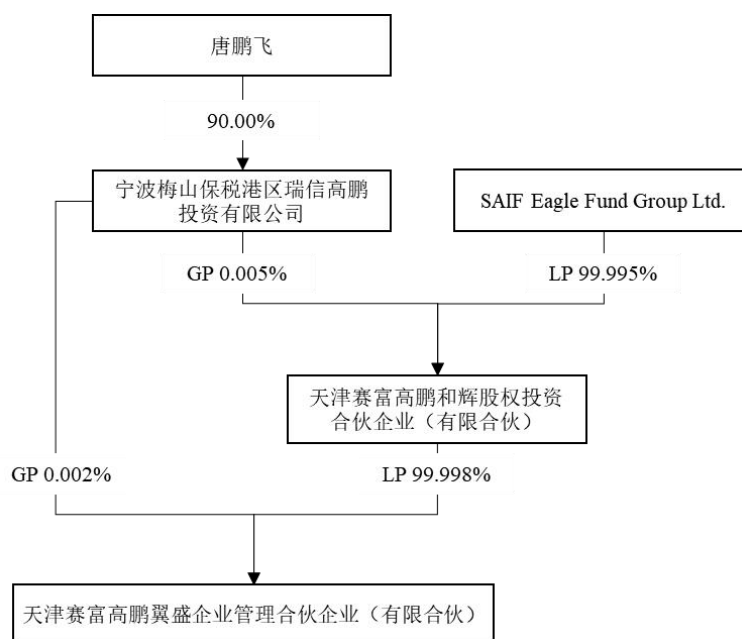 唐鹏飞
90.00%
宁波梅山保税港区瑞信高鹏
投资有限公司
SAIF Eagle Fund Group Ltd.
GP 0.005%
LP 99.995%
天津赛富高鹏和辉股权投资
合伙企业（有限合伙）
GP 0.002%
LP 99.998%
天津赛富高鹏翼盛企业管理合伙企业（有限合伙）